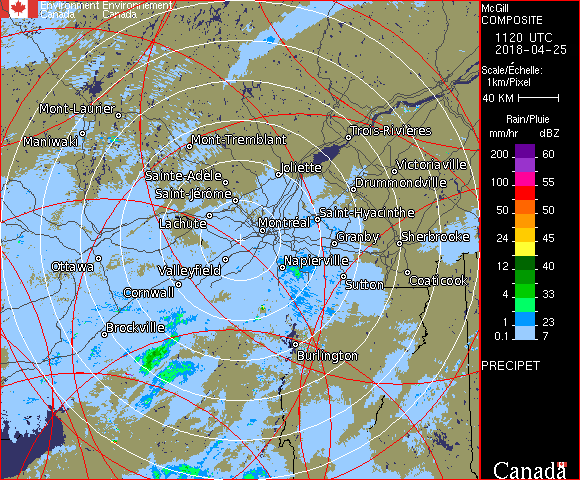 Environment Environnement
Canada Canada
McGill
COMPOSITE
1120 UTC
2018-04-25
Scale/Échelle:
1km/Pixel
40 KM
Rain/Pluie
mm/hr dBZ
200 60
100 55
50 50
24 45
12 40
4 33
2 23
0.1 7
PRECIPET
Canada
Mont-Laurier
Maniwaki
Mont-Tremblant
Trois-Rivières
Sainte-Adèle
Joliette
Victoriaville
Saint-Jérôme
Drummondville
Lachute
Montréal
Saint-Hyacinthe
Granby
Sherbrooke
Ottawa
Valleyfield
Napierville
Cornwall
Sutton
Coaticook
Brockville
Burlington